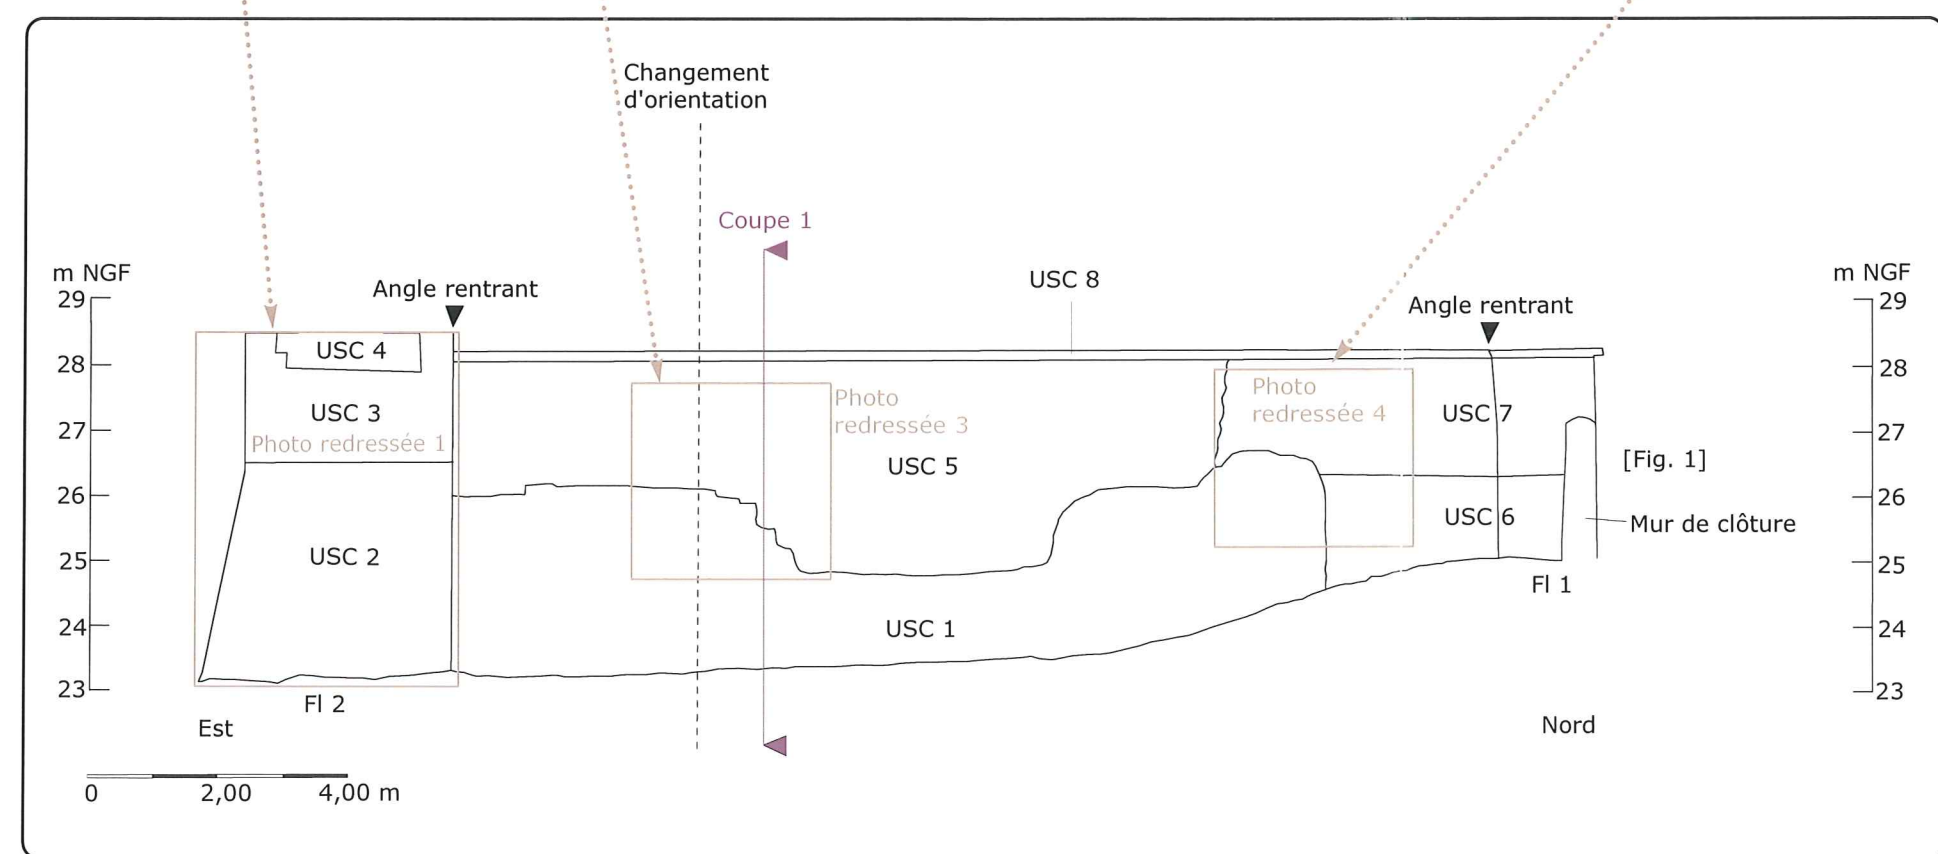 Changement
d'orientation
Coupe 1
m NGF
Angle rentrant
USC 8
Angle rentrant
m NGF
29
28
27
26
25
24
23
USC 4
USC 3
Photo redressée 1
USC 2
Fl 2
Est
Photo
redressée 3
USC 5
USC 1
Photo
redressée 4
USC 7
USC 6
[Fig. 1]
Mur de clôture
Fl 1
Nord
29
28
27
26
25
24
23
0 2,00 4,00 m